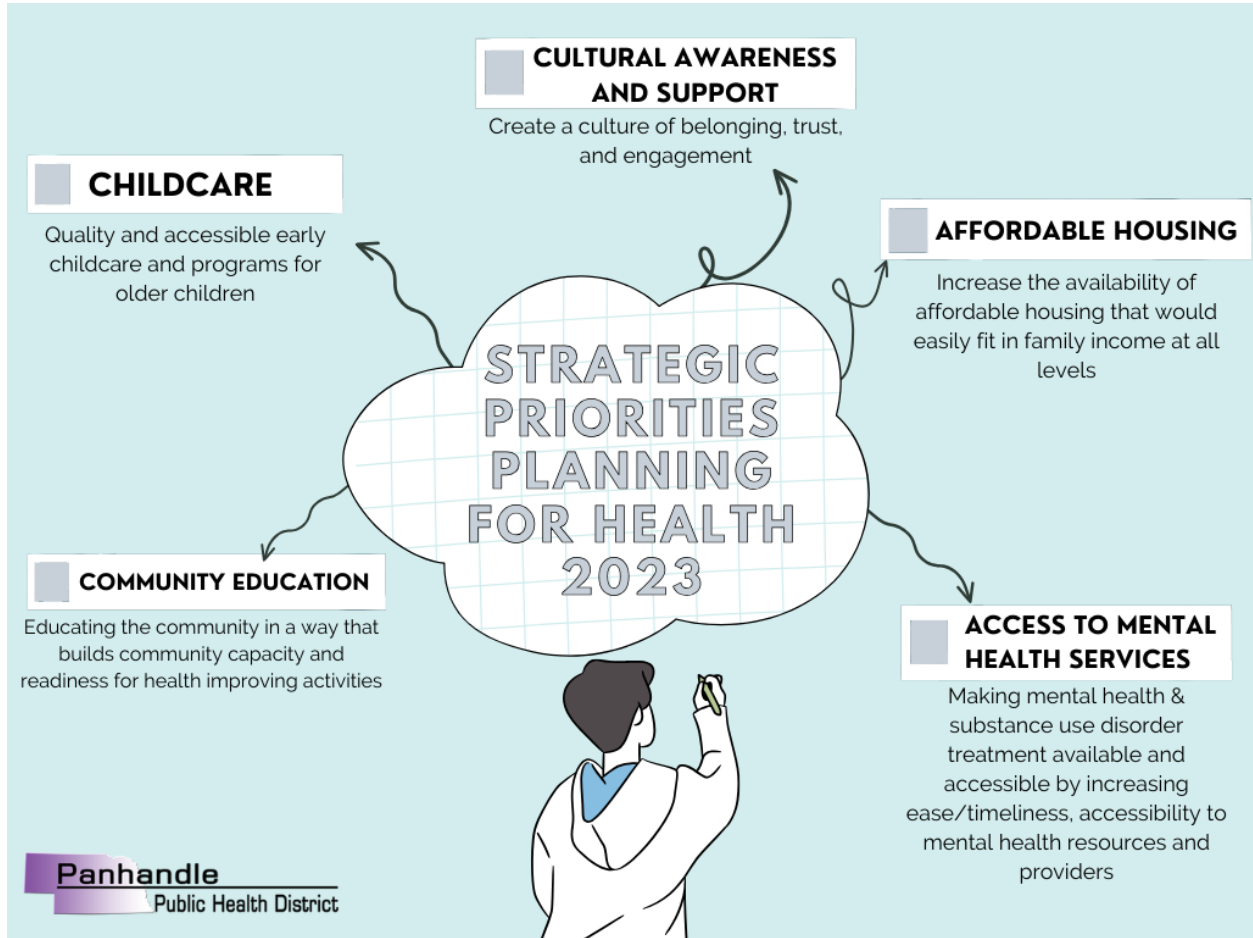 CULTURAL AWARENESS
AND SUPPORT
Create a culture of belonging, trust,
and engagement
CHILDCARE
Quality and accessible early
childcare and programs for
older children
AFFORDABLE HOUSING
Increase the availability of
affordable housing that would
easily fit in family income at all
levels
STRATEGIC
PRIORITIES
PLANNING
FOR HEALTH
2023
COMMUNITY EDUCATION
Educating the community in a way that
builds community capacity and
readiness for health improving activities
ACCESS TO MENTAL
HEALTH SERVICES
Making mental health &
substance use disorder
treatment available and
accessible by increasing
ease/timeliness, accessibility to
mental health resources and
providers
Panhandle
Public Health District